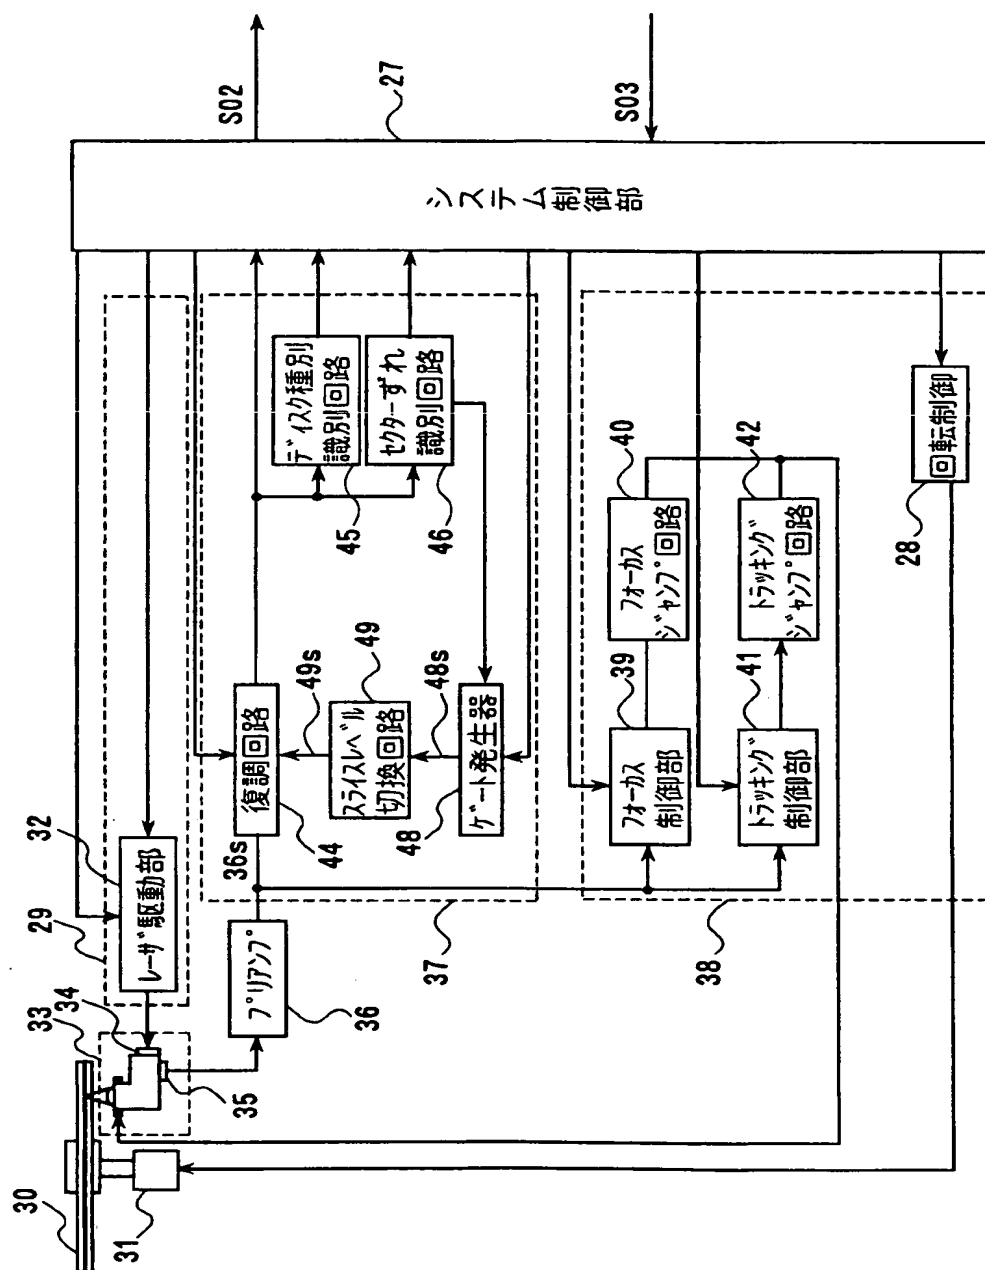 30
31
33
34
35
29
32
レーザ駆動部
プリアンプ
36
36s
復調回路
44
49s
スライスレベル
切換回路
49
48s
ゲート発生器
48
ディスク種別
識別回路
45
セクターずれ
識別回路
46
37
フォーカス
制御部
39
フォーカス
ジャンプ回路
40
トラッキング
制御部
41
トラッキング
ジャンプ回路
42
38
回転制御
28
システム制御部
27
S02
S03